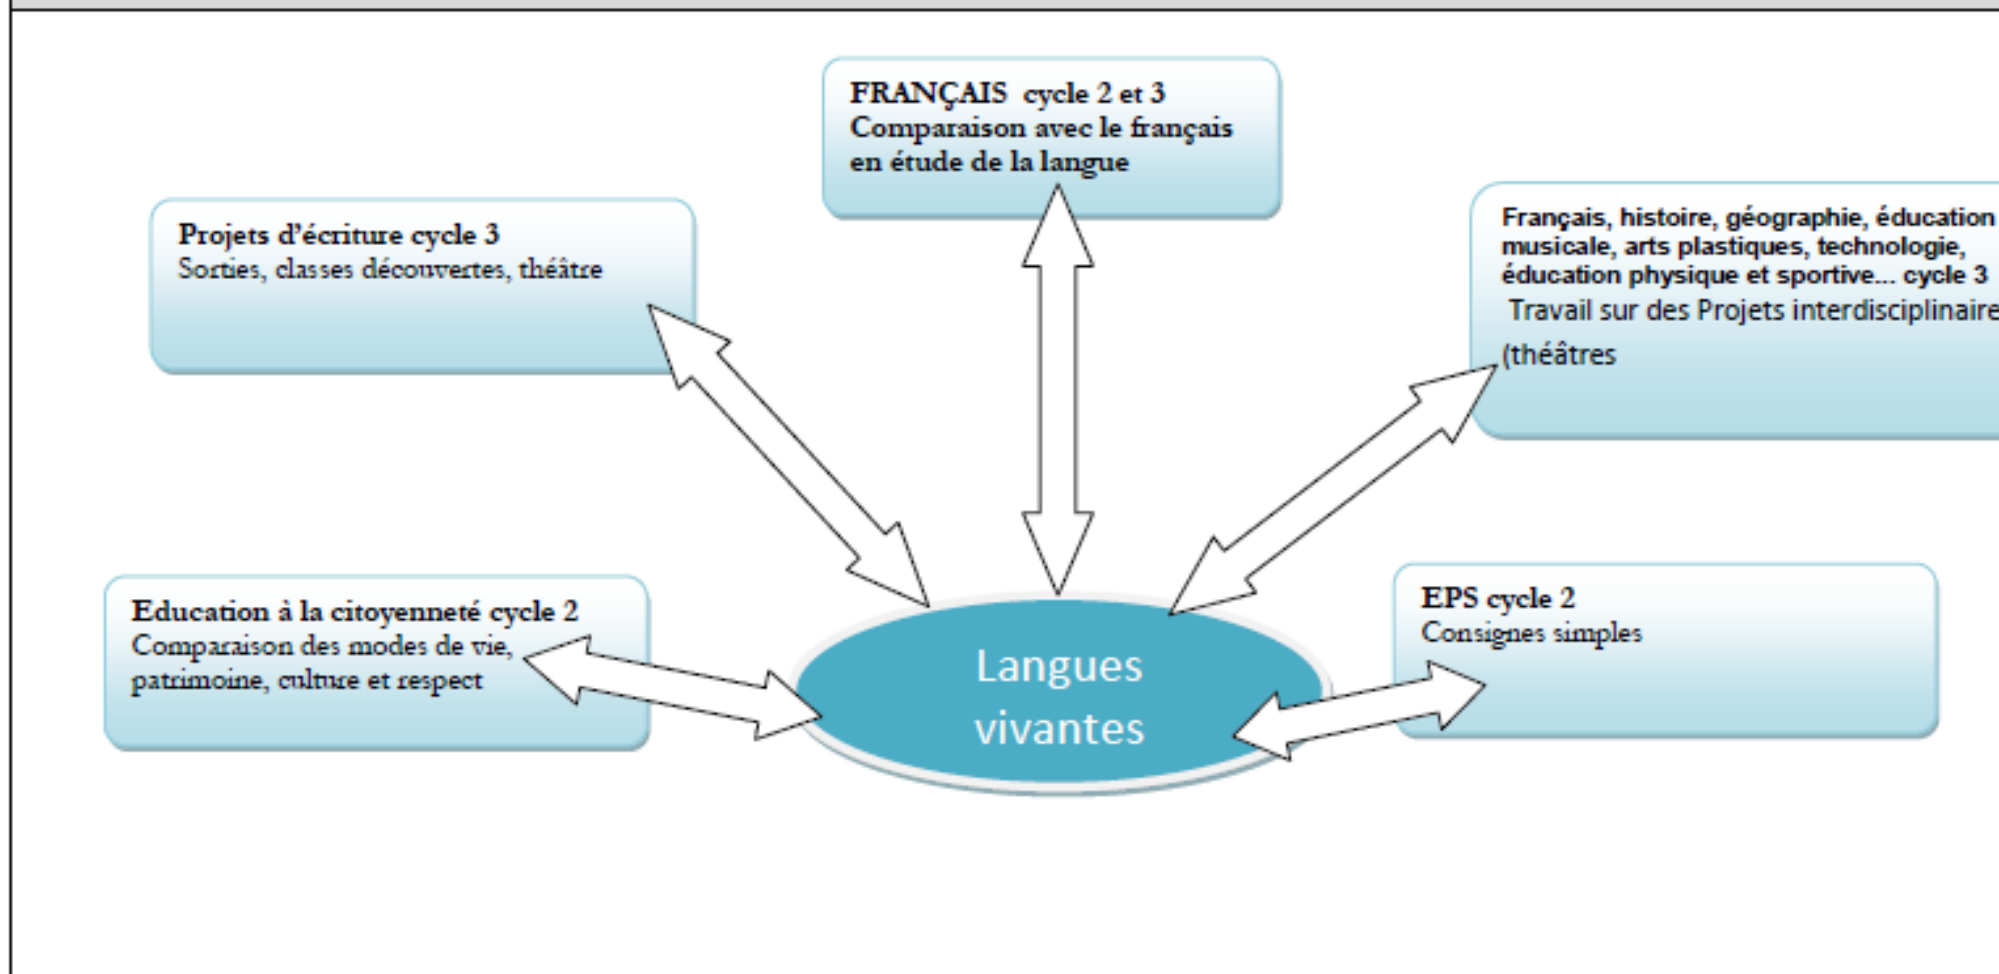 FRANÇAIS cycle 2 et 3
Comparaison avec le français
en étude de la langue
Projets d'écriture cycle 3
Sorties, classes découvertes, théâtre
Français, histoire, géographie, éducation
musicale, arts plastiques, technologie,
éducation physique et sportive... cycle 3
Travail sur des Projets interdisciplinaire
(théâtres
Education à la citoyenneté cycle 2
Comparaison des modes de vie,
patrimoine, culture et respect
EPS cycle 2
Consignes simples
Langues
vivantes